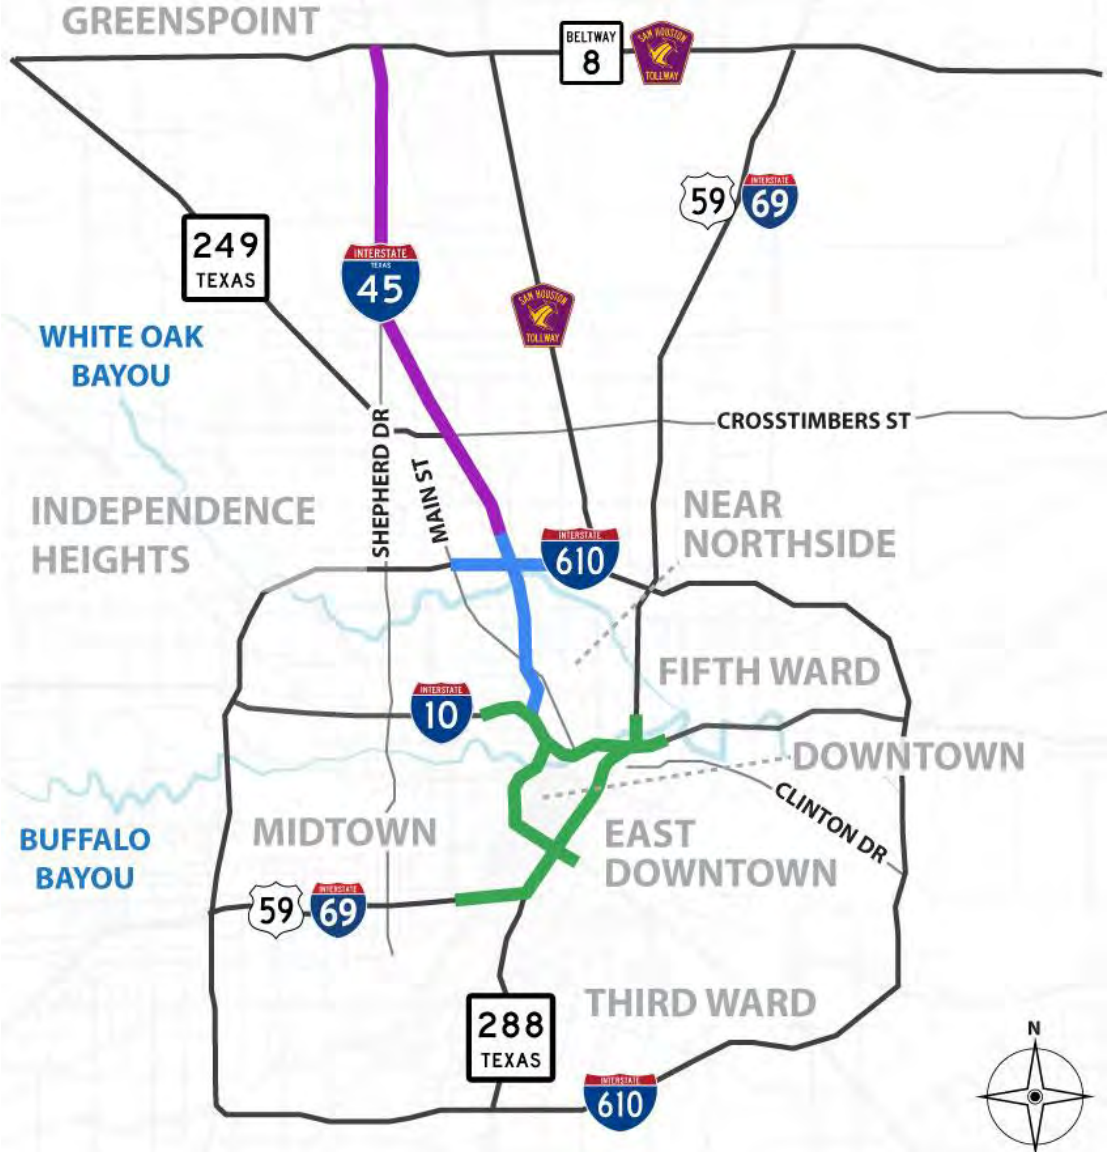 GREENSPOINT
BELTWAY
8
SAN HOUSTON
TOLLWAY
59
INTERSTATE
69
249
TEXAS
INTERSTATE
TEXAS
45
SAN HOUSTON
TOLLWAY
WHITE OAK
BAYOU
CROSSTIMBERS ST
SHEPHERD DR
MAIN ST
INDEPENDENCE
HEIGHTS
NEAR
NORTHSIDE
INTERSTATE
610
FIFTH WARD
INTERSTATE
10
DOWNTOWN
CLINTON DR
MIDTOWN
EAST
DOWNTOWN
BUFFALO
BAYOU
59
INTERSTATE
69
THIRD WARD
288
TEXAS
INTERSTATE
610
N